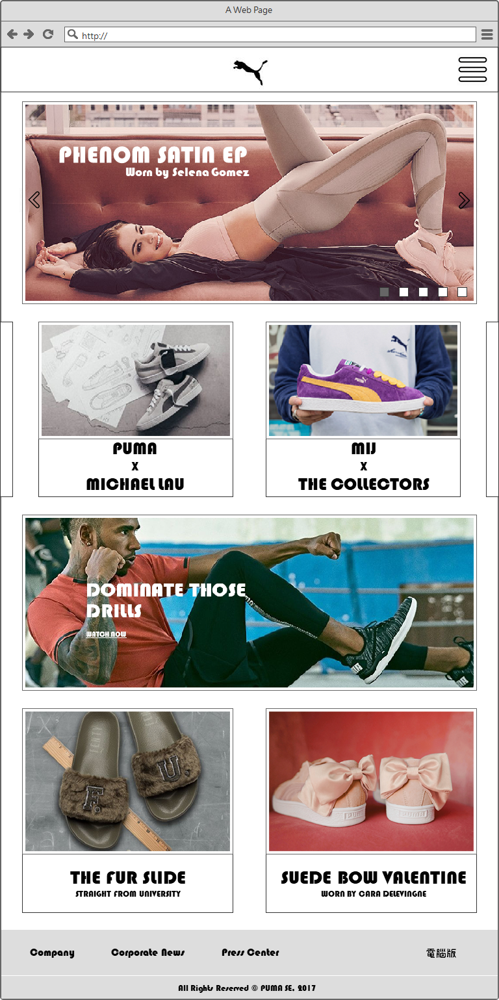 A Web Page
http://
PHENOM SATIN EP
Worn by Selena Gomez
PUMA
X
MICHAEL LAU
MIJ
X
THE COLLECTORS
DOMINATE THOSE
DRILLS
WATCH NOW
F.
U.
THE FUR SLIDE
STRAIGHT FROM UNIVERSITY
SUEDE BOW VALENTINE
WORN BY CARA DELEVINGNE
Company
Corporate News
Press Center
電腦版
All Rights Reserved © PUMA SE, 2017